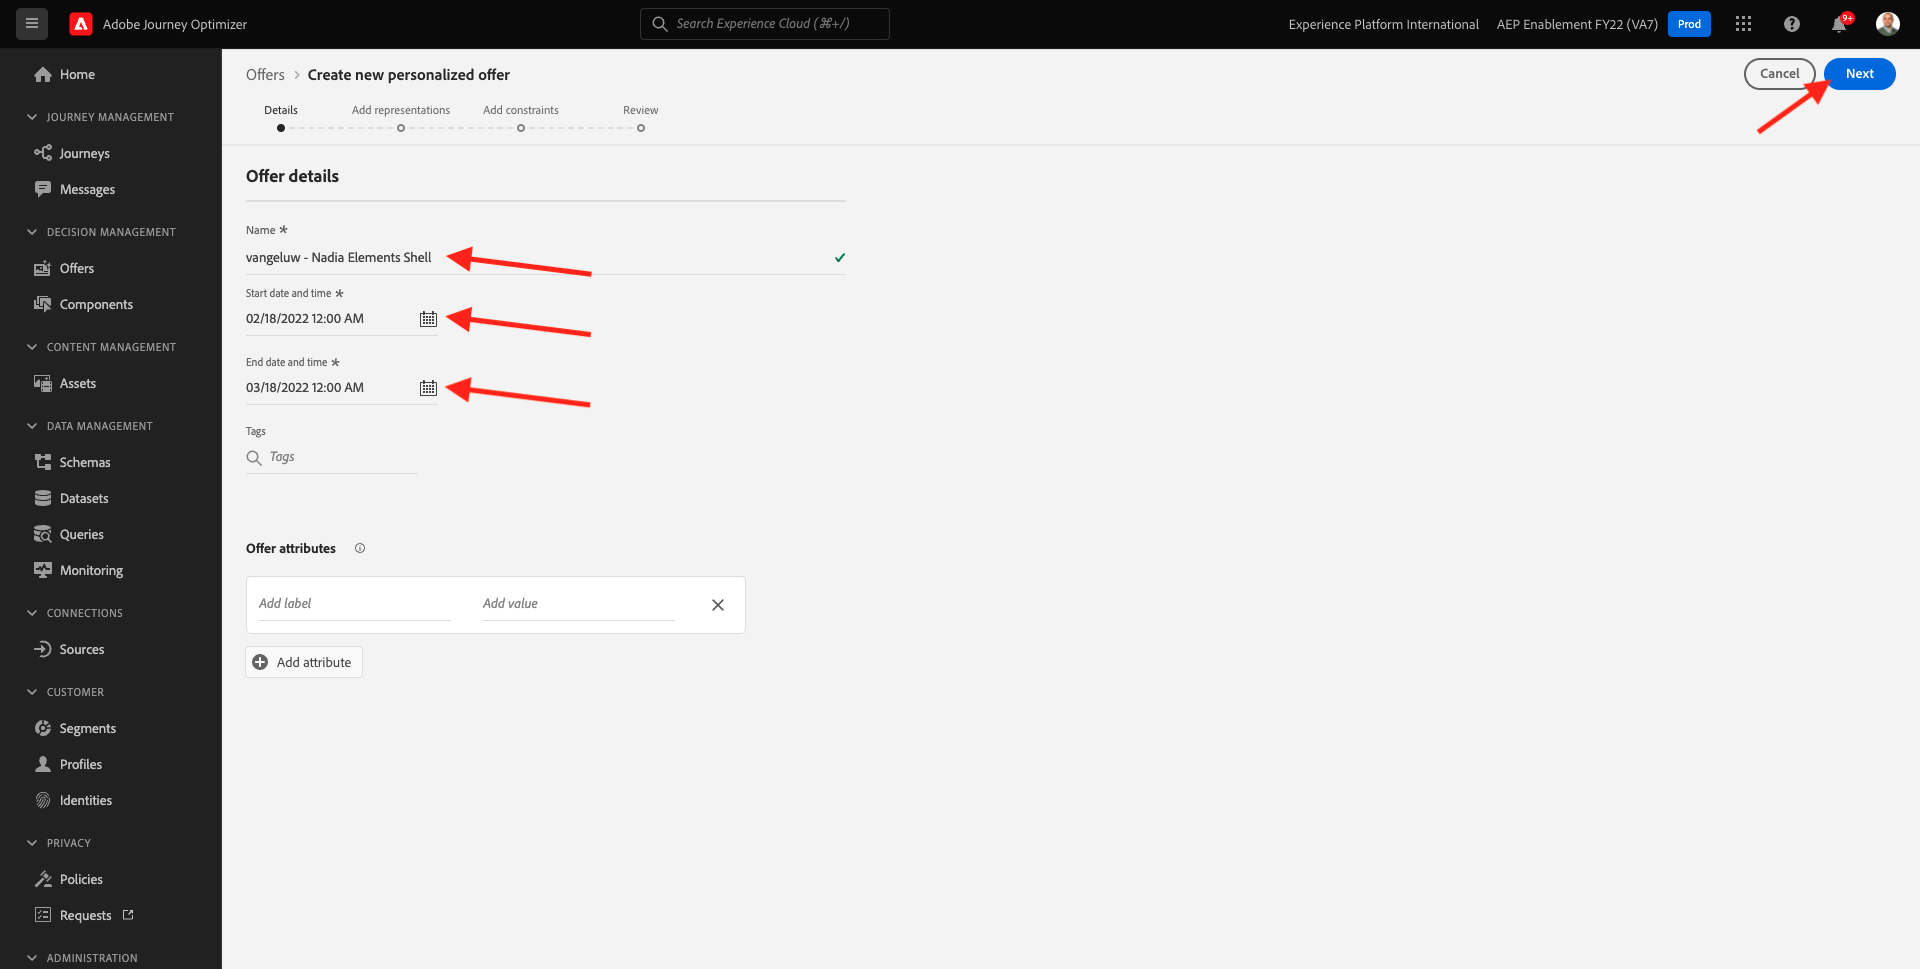 Adobe Journey Optimizer
Search Experience Cloud (⌘+/)
Experience Platform International
AEP Enablement FY22 (VA7)
Prod
9+
Home
JOURNEY MANAGEMENT
Journeys
Messages
DECISION MANAGEMENT
Offers
Components
CONTENT MANAGEMENT
Assets
DATA MANAGEMENT
Schemas
Datasets
Queries
Monitoring
CONNECTIONS
Sources
CUSTOMER
Segments
Profiles
Identities
PRIVACY
Policies
Requests
ADMINISTRATION
Offers > Create new personalized offer
Cancel
Next
Details
Add representations
Add constraints
Review
Offer details
Name *
vangeluw - Nadia Elements Shell
Start date and time *
02/18/2022 12:00 AM
End date and time *
03/18/2022 12:00 AM
Tags
Tags
Offer attributes
Add label
Add value
Add attribute